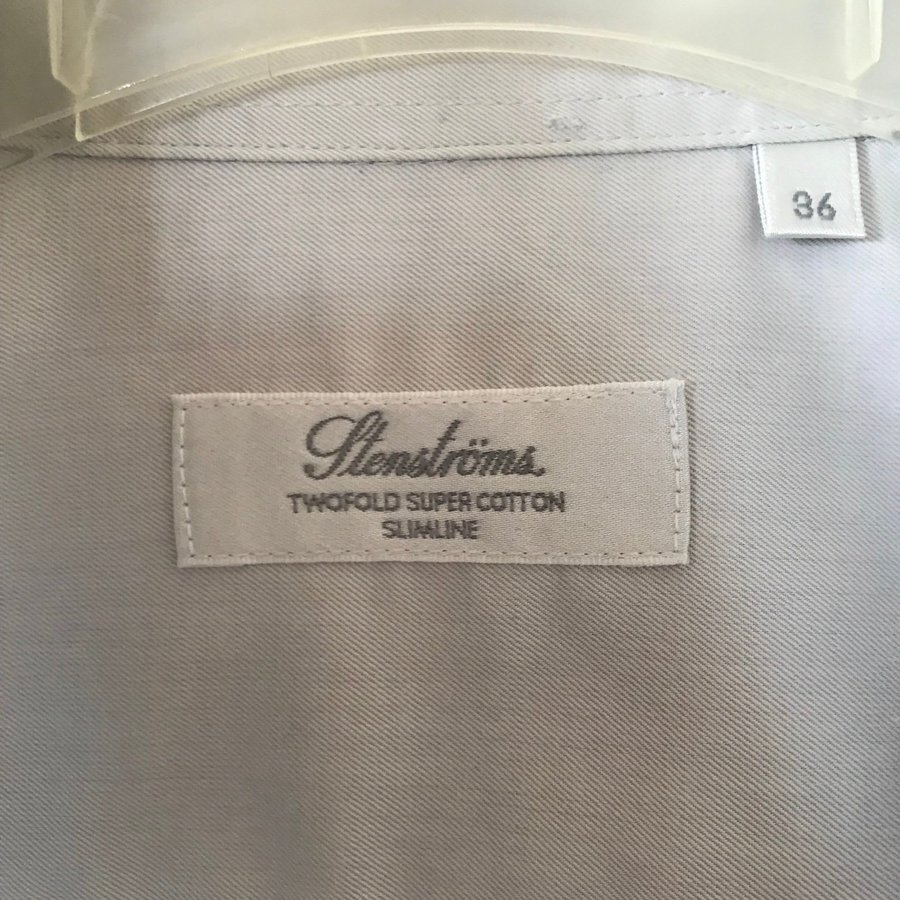 36
Stenströms.
TWOFOLD SUPER COTTON
SLIMLINE